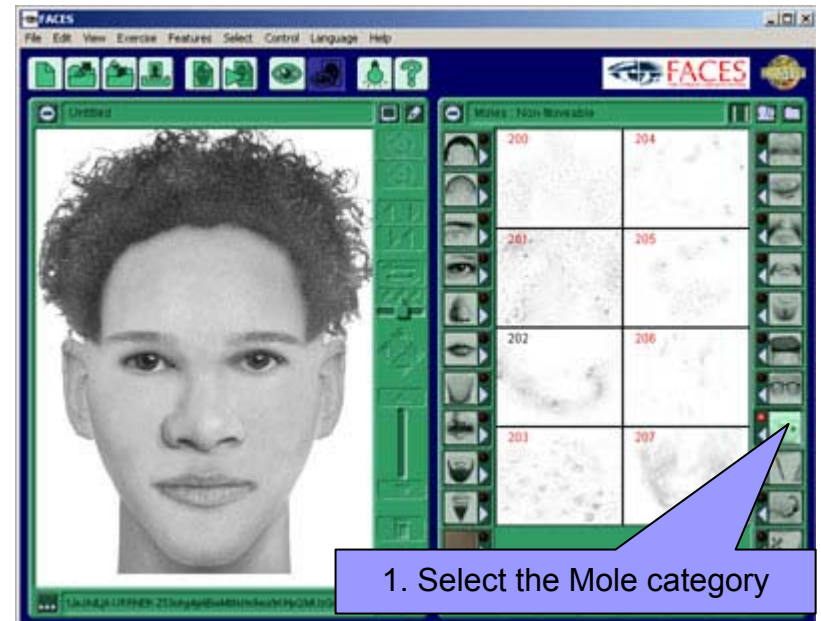 FACES
File Edit View Exercise Features Select Control Language Help
FACES
Untitled
Moles : Non-Moveable
200 204
201 205
202 206
203 207
1. Select the Mole category